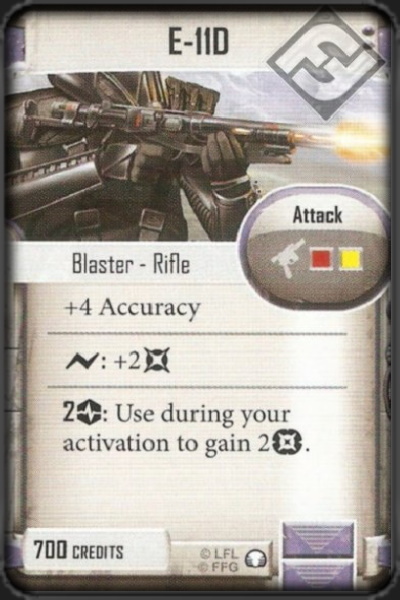 E-11D
Attack
Blaster - Rifle
+4 Accuracy
: +2
2: Use during your
activation to gain 2.
700 CREDITS
© LFL
© FFG